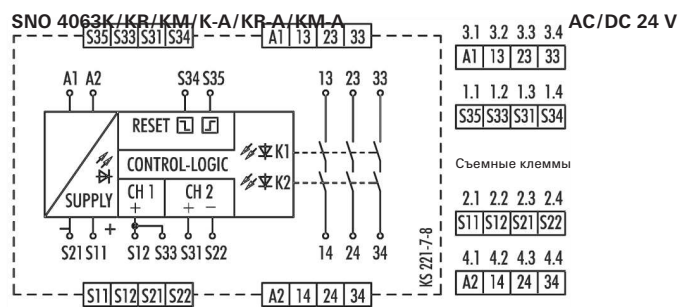 SNO 4063K/KR/KM/K-A/KR-A/KM-A AC/DC 24 V
S35 S33 S31 S34 A1 13 23 33
3.1 3.2 3.3 3.4
A1 13 23 33
A1 A2 S34 S35 13 23 33
1.1 1.2 1.3 1.4
S35 S33 S31 S34
RESET
K1
CONTROL-LOGIC
Съемные клеммы
K2
SUPPLY CH 1 CH 2
+ + −
2.1 2.2 2.3 2.4
S11 S12 S21 S22
− +
S21 S11 S12 S33 S31 S22 14 24 34
KS 221-7-8
4.1 4.2 4.3 4.4
A2 14 24 34
S11 S12 S21 S22 A2 14 24 34